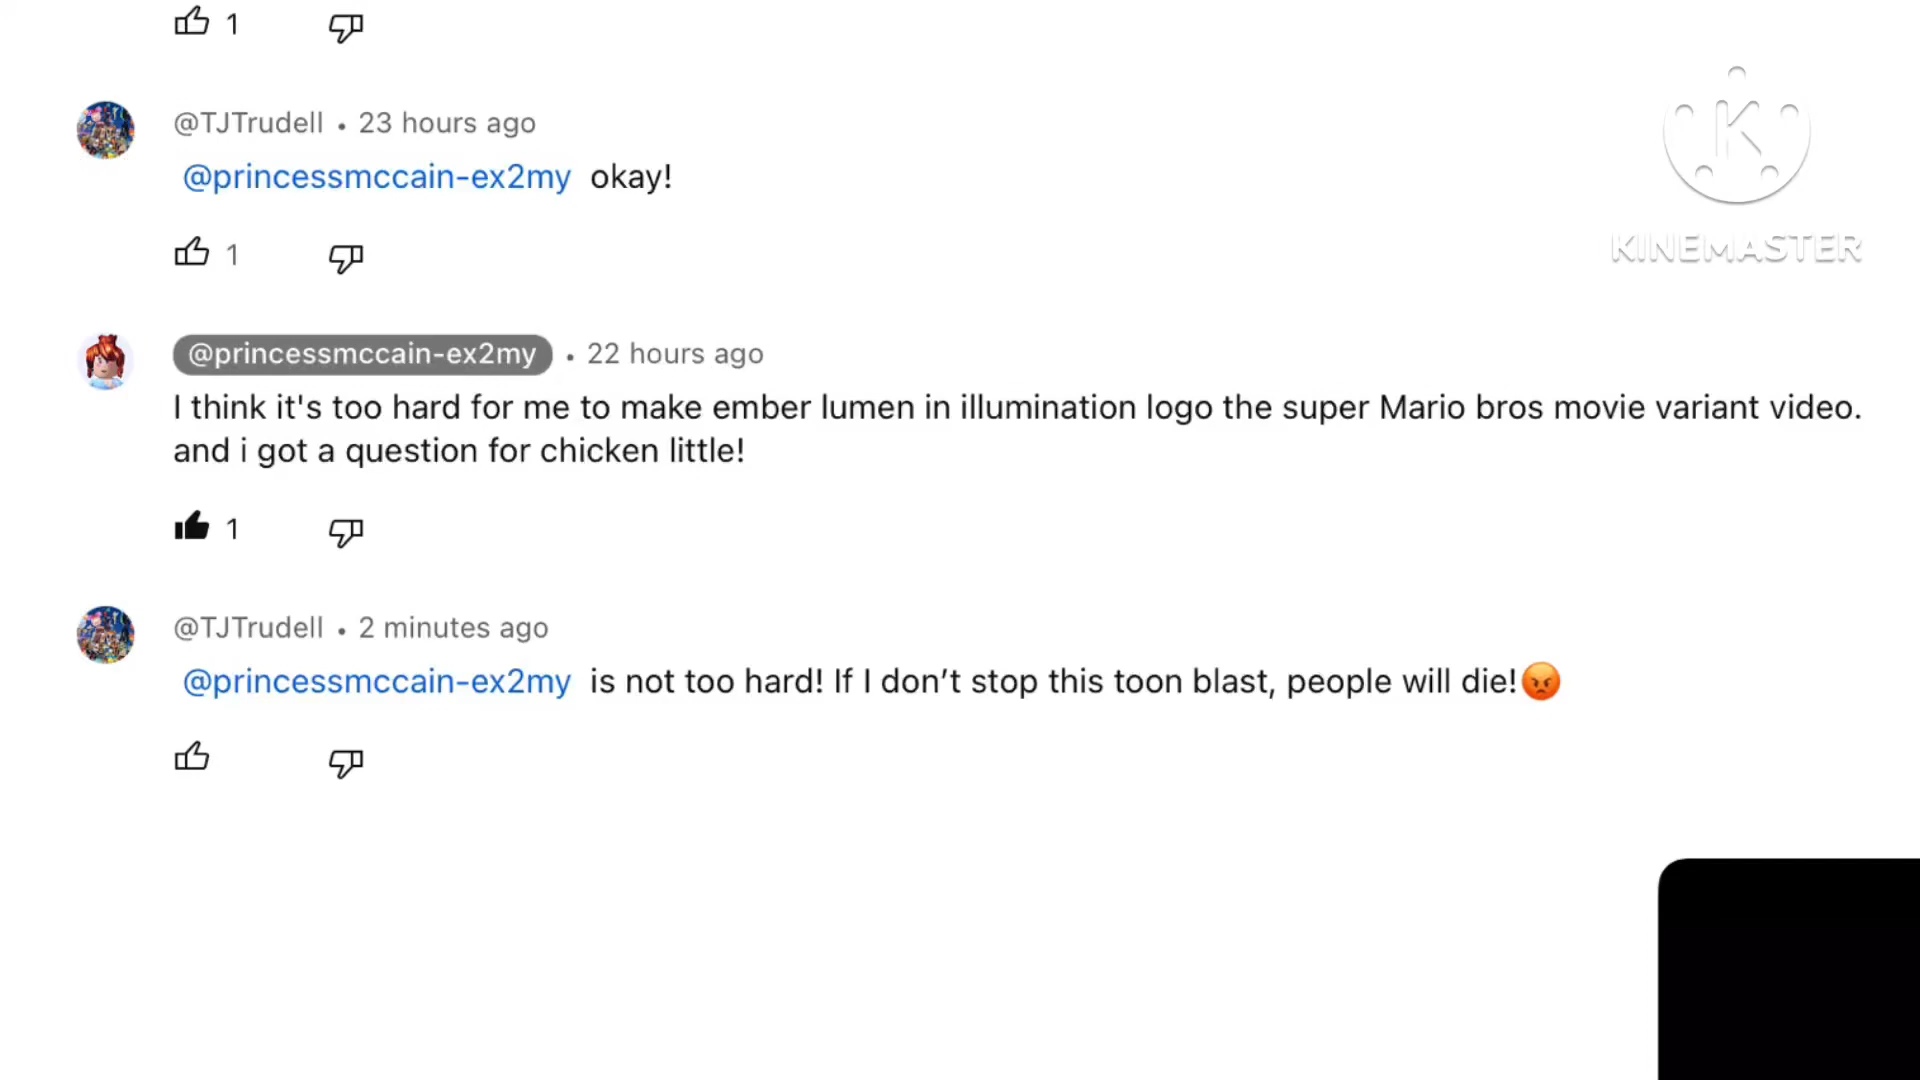 1
@TJTrudell • 23 hours ago
@princessmccain-ex2my okay!
1
@princessmccain-ex2my • 22 hours ago
I think it's too hard for me to make ember lumen in illumination logo the super Mario bros movie variant video.
and i got a question for chicken little!
1
@TJTrudell • 2 minutes ago
@princessmccain-ex2my is not too hard! If I don’t stop this toon blast, people will die!😡
K
KINEMASTER